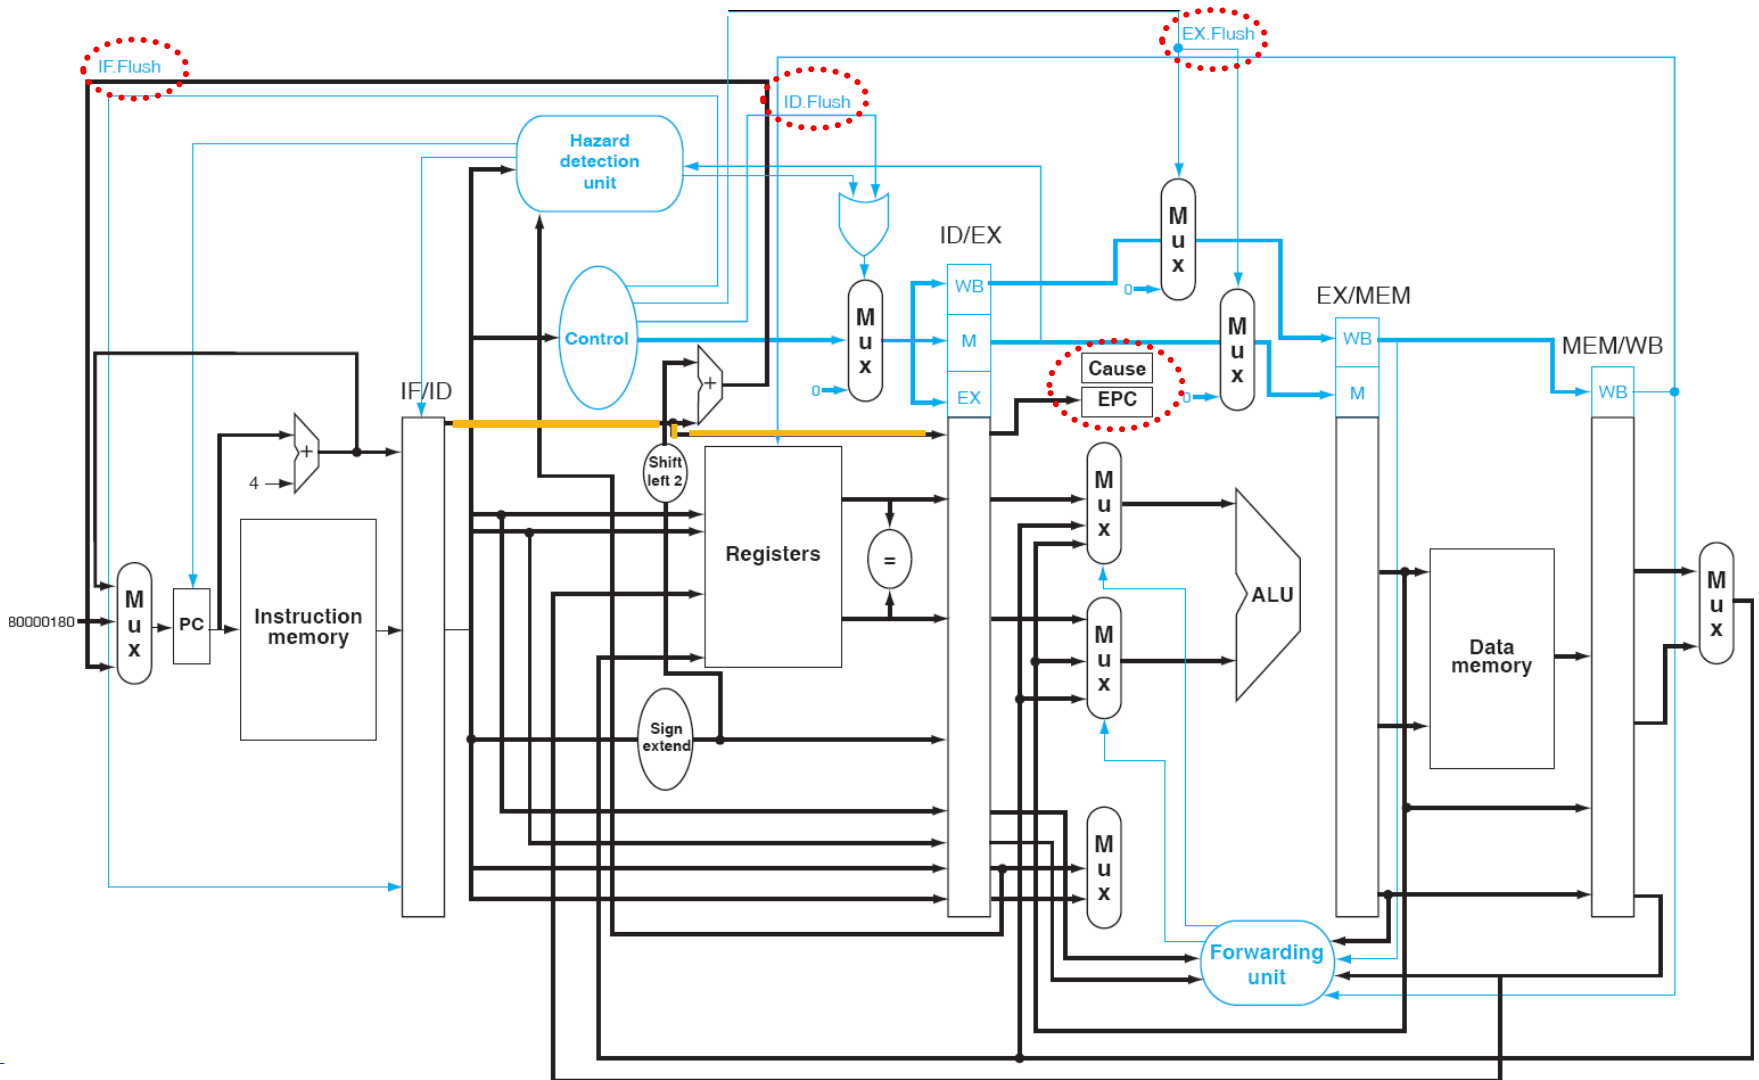 EX.Flush
IF.Flush
ID.Flush
Hazard
detection
unit
M
u
x
ID/EX
WB
0
EX/MEM
Control
M
u
x
M
M
u
x
WB
MEM/WB
Cause
0
EX
EPC
0
M
WB
IF/ID
+
+
4
Shift
left 2
M
u
x
Registers
=
ALU
M
u
x
80000180
PC
Instruction
memory
M
u
x
Data
memory
M
u
x
Sign
extend
M
u
x
Forwarding
unit